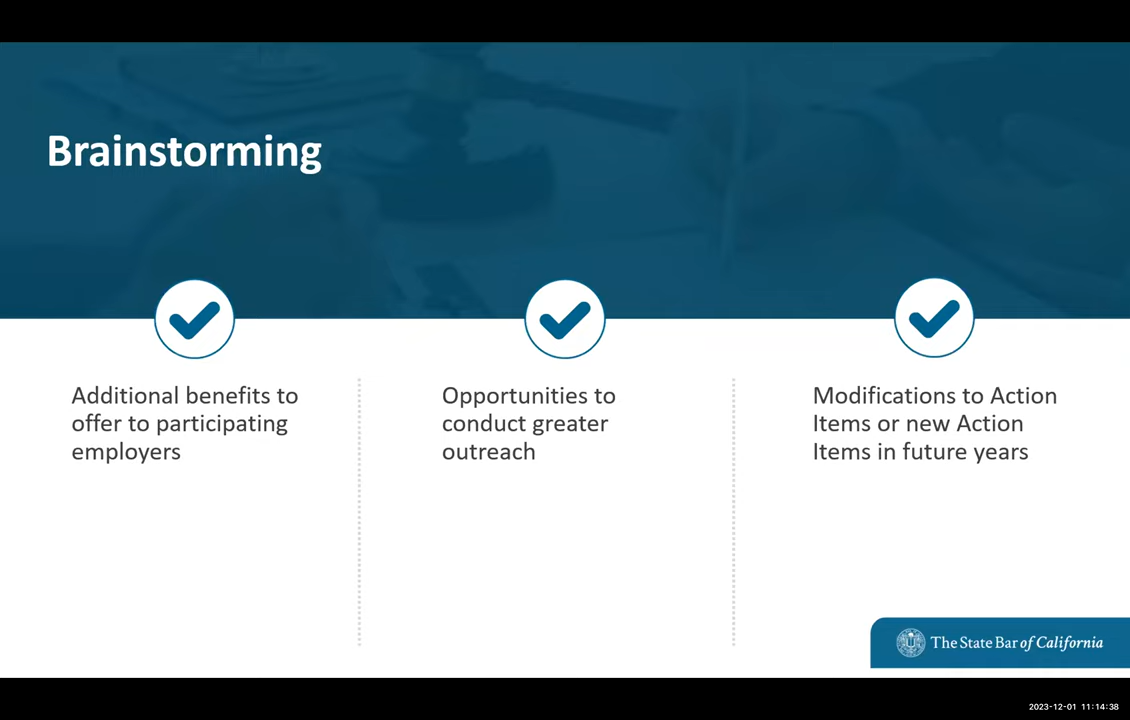 Brainstorming
Additional benefits to
offer to participating
employers
Opportunities to
conduct greater
outreach
Modifications to Action
Items or new Action
Items in future years
The State Bar of California
2023-12-01 11:14:38